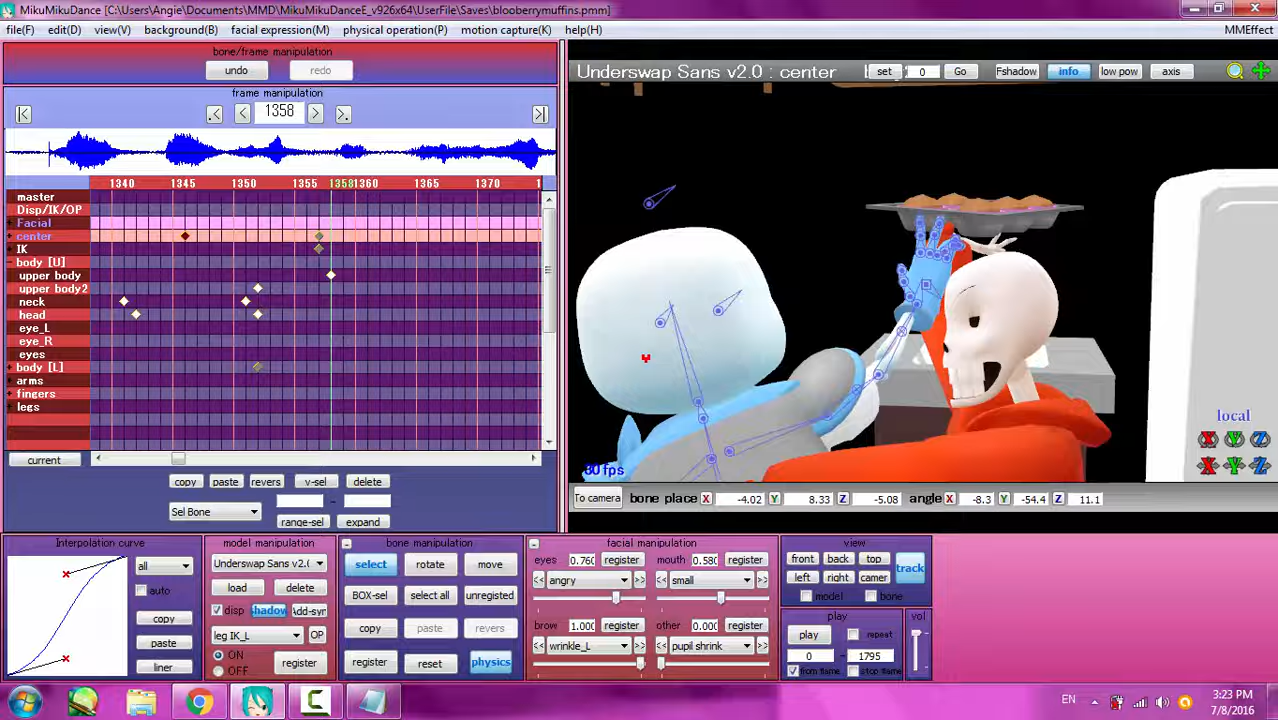 MikuMikuDance [C:\Users\Angie\Documents\MMD\MikuMikuDanceE_v926x64\UserFile\Saves\blooberrymuffins.pmm]
file(F) edit(D) view(V) background(B) facial expression(M) physical operation(P) motion capture(K) help(H) MMEffect
bone/frame manipulation
undo redo
frame manipulation
|< .< < 1358 > >. >|
Underswap Sans v2.0 : center set 0 Go Fshadow info low pow axis
1340 1345 1350 1355 1358 1360 1365 1370 1
master
Disp/IK/OP
Facial
center
IK
body [U]
upper body
upper body2
neck
head
eye_L
eye_R
eyes
body [L]
arms
fingers
legs
local
X Y Z
X Y Z
30 fps
current
To camera bone place X -4.02 Y 8.33 Z -5.08 angle X -8.3 Y -54.4 Z 11.1
copy paste revers v-sel delete
Sel Bone -
range-sel expand
Interpolation curve
all
auto
copy
paste
liner
model manipulation
Underswap Sans v2.(
load delete
disp shadow Add-syn
leg IK_L OP
ON
OFF
register
- bone manipulation
select rotate move
BOX-sel select all unregisted
copy paste revers
register reset physics
- facial manipulation
eyes 0.760 register mouth 0.580 register
<< angry >> << small >>
brow 1.000 register other 0.000 register
<< wrinkle_L >> << pupil shrink >>
view
front back top track
left right camer
model bone
play
play repeat
0 - 1795
from flame stop flame
vol
EN
3:23 PM
7/8/2016